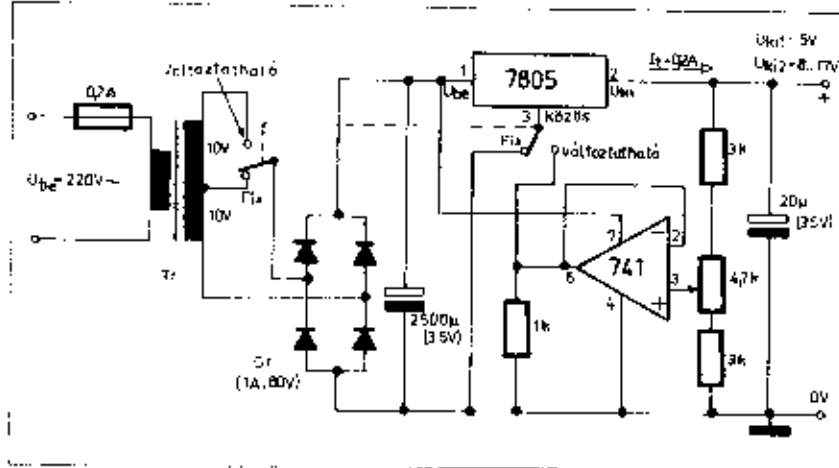 0,2A
Változtatható
10V
10V
Fix
Ube=220V~
Tr
Gr
(1A,80V)
2500µ
(35V)
1
7805
2
Ube
Uki
3
közös
It=0,2A
Uki1=5V
+
Fix
változtatható
7
2
741
6
3
4
1k
3k
4,7k
3k
20µ
(35V)
0V